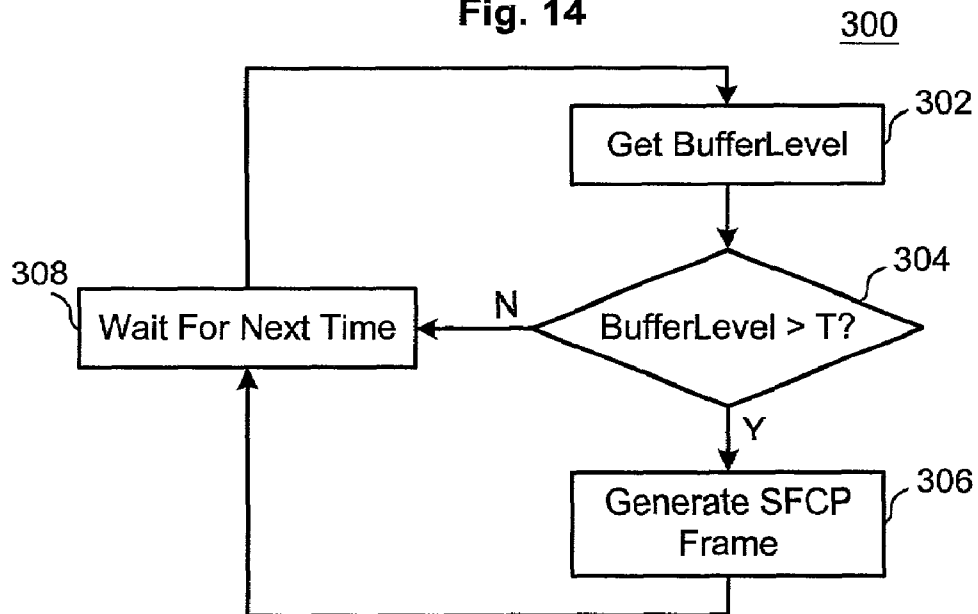 Fig. 14
300
302
Get BufferLevel
304
308
N
BufferLevel > T?
Wait For Next Time
Y
306
Generate SFCP
Frame